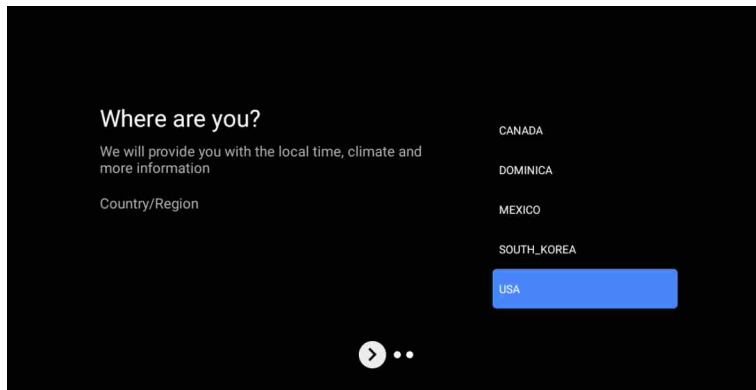 Where are you?
We will provide you with the local time, climate and
more information
Country/Region
CANADA
DOMINICA
MEXICO
SOUTH_KOREA
USA